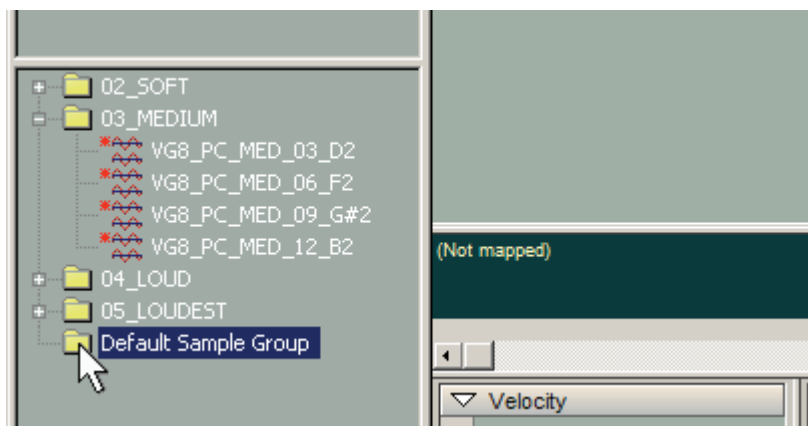 02_SOFT
03_MEDIUM
VG8_PC_MED_03_D2
VG8_PC_MED_06_F2
VG8_PC_MED_09_G#2
VG8_PC_MED_12_B2
04_LOUD
05_LOUDEST
Default Sample Group
(Not mapped)
Velocity